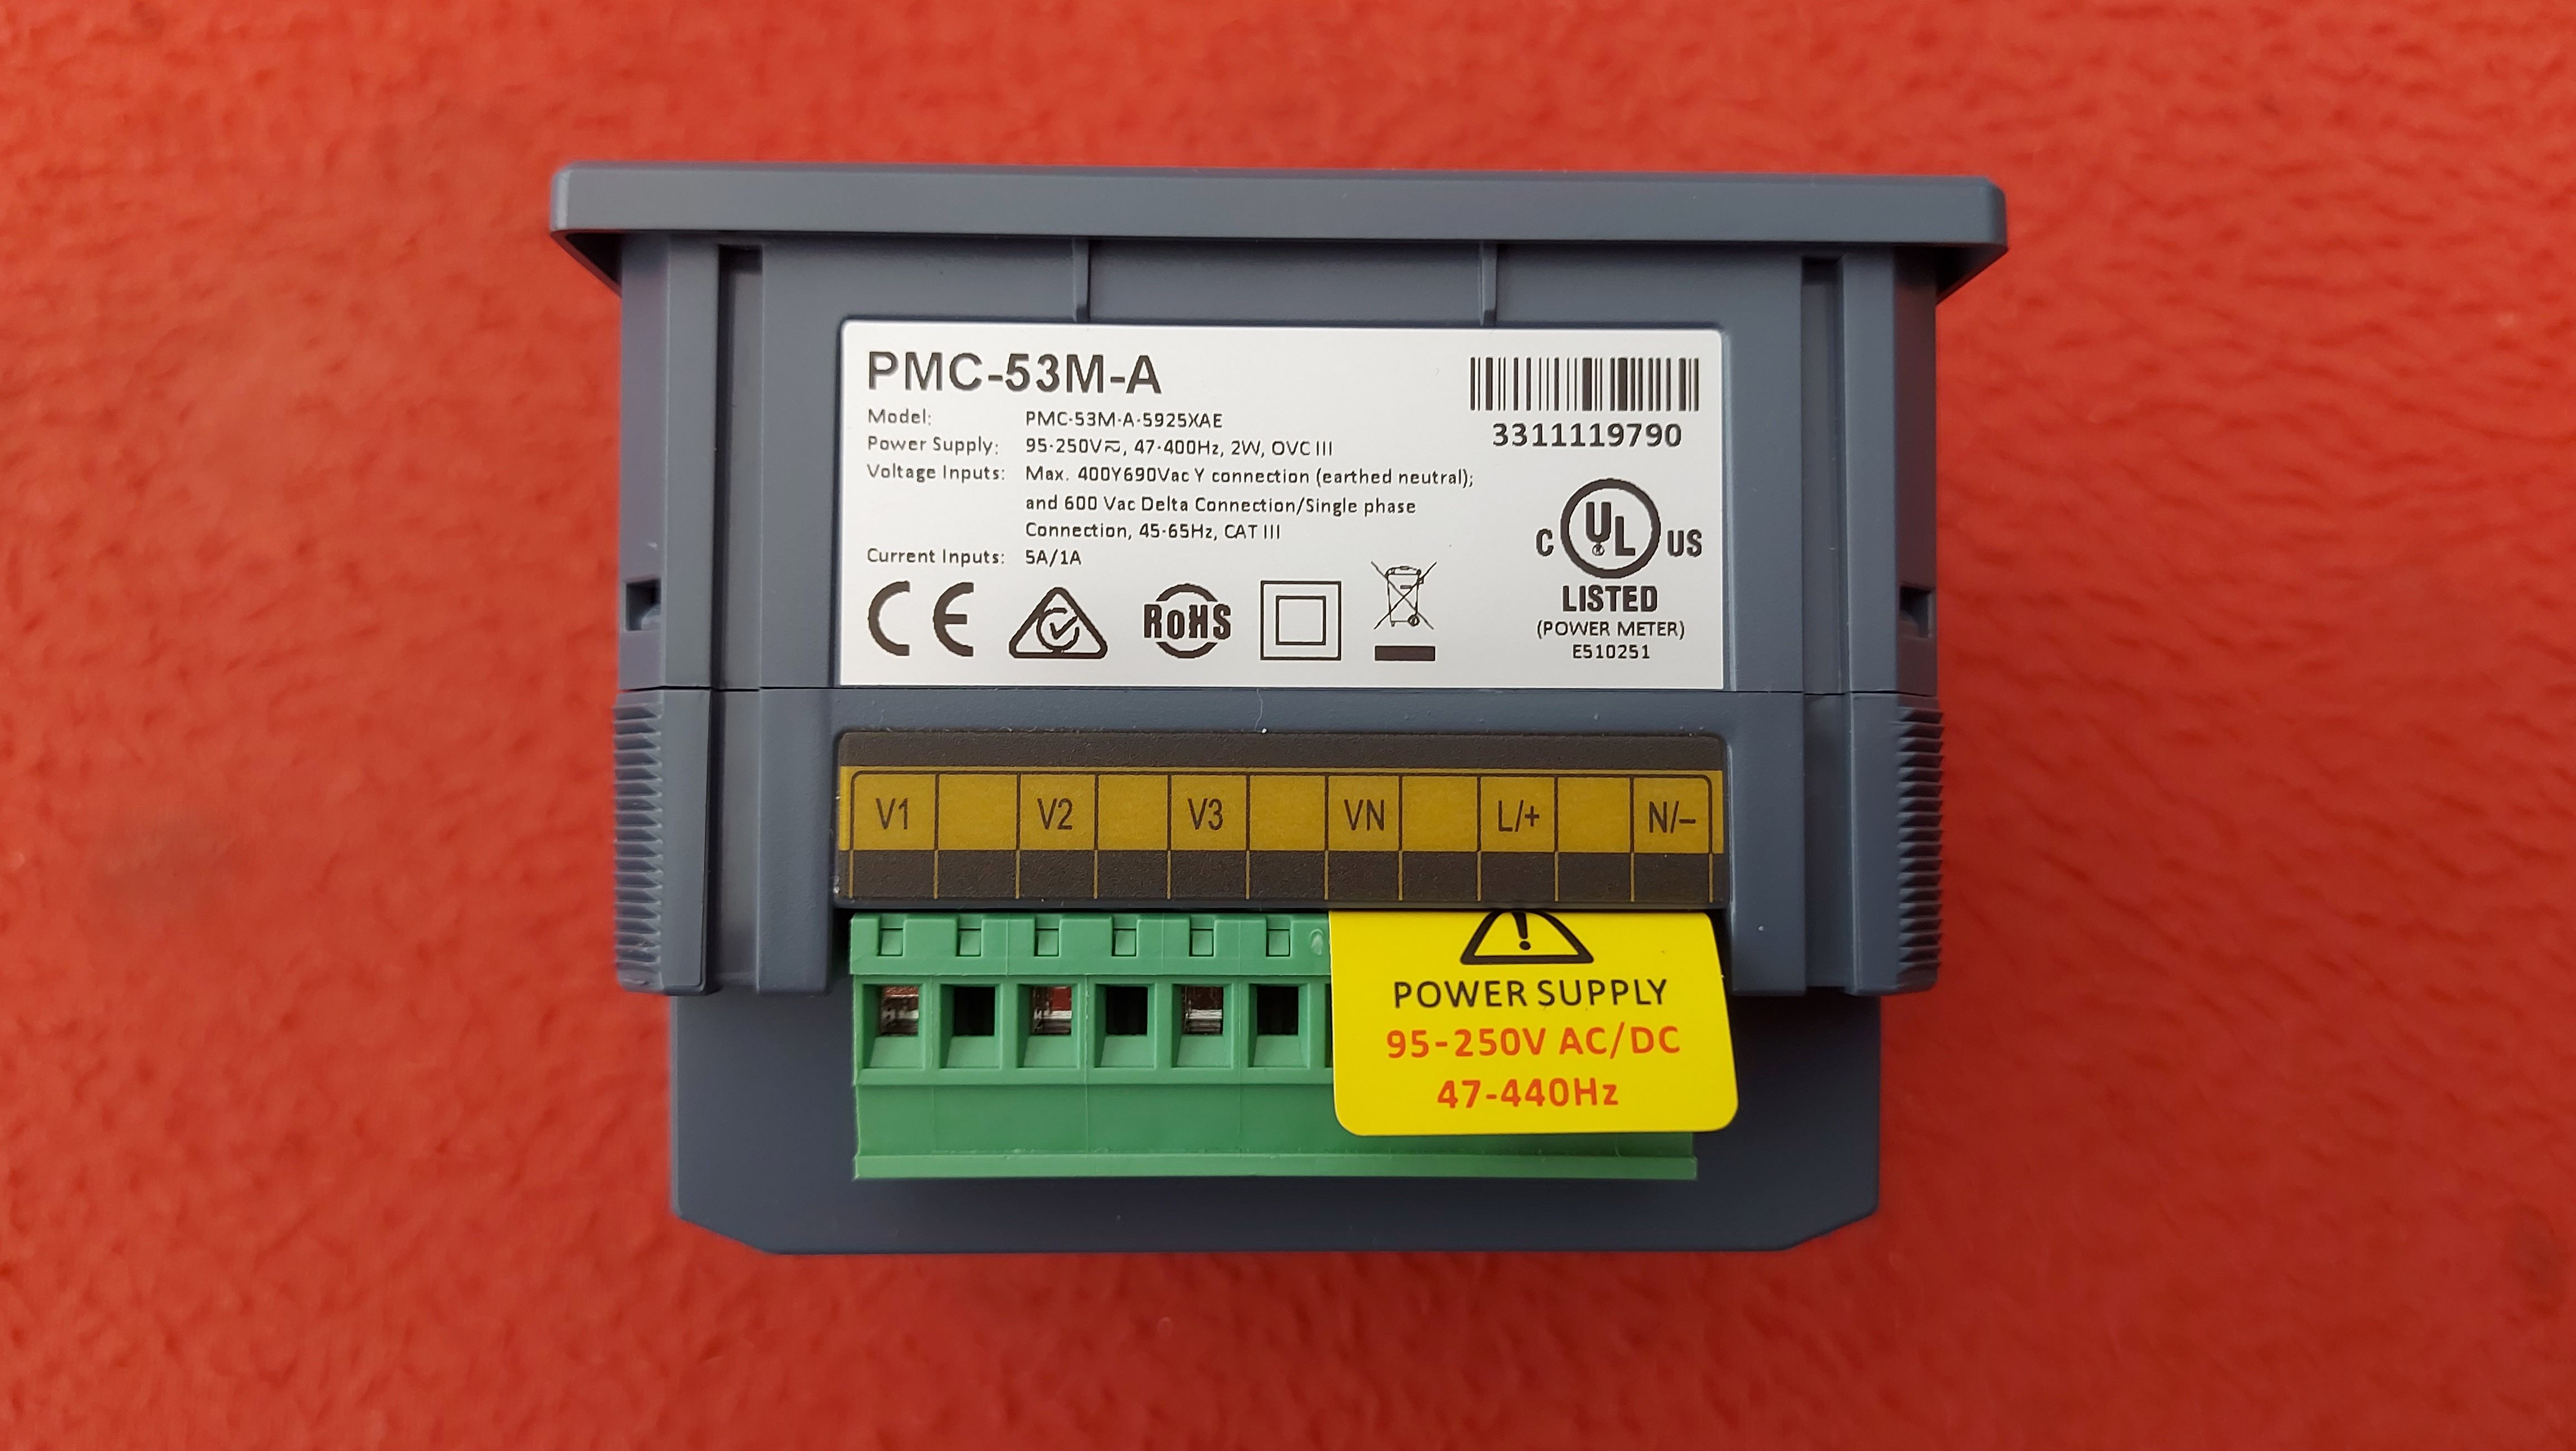 PMC-53M-A
Model: PMC-53M-A-5925XAE
Power Supply: 95-250V⎓, 47-400Hz, 2W, OVC III
Voltage Inputs: Max. 400Y690Vac Y connection (earthed neutral);
and 600 Vac Delta Connection/Single phase
Connection, 45-65Hz, CAT III
Current Inputs: 5A/1A
3311119790
C UL US
LISTED
(POWER METER)
E510251
CE RoHS
V1 V2 V3 VN L/+ N/–
POWER SUPPLY
95-250V AC/DC
47-440Hz